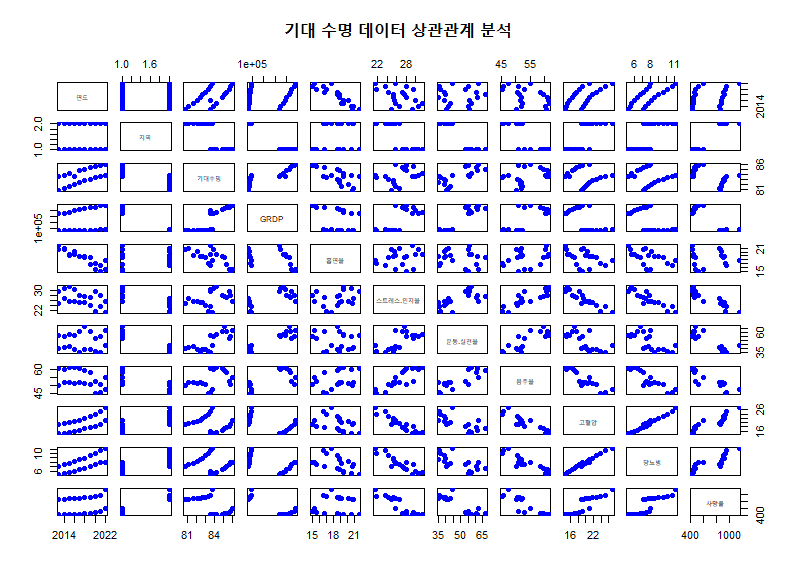 기대 수명 데이터 상관관계 분석
1.0 1.6 1e+05 22 28 45 55 6 8 11
연도 2014
2.0 1.0 지역
기대수명 86 81
1e+05 GRDP
흡연율 21 15
30 22 스트레스.인지율
운동.실천율 60 35
60 45 음주율
고혈압 26 16
10 6 당뇨병
사망률 400
2014 2022 81 84 15 18 21 35 50 65 16 22 400 1000